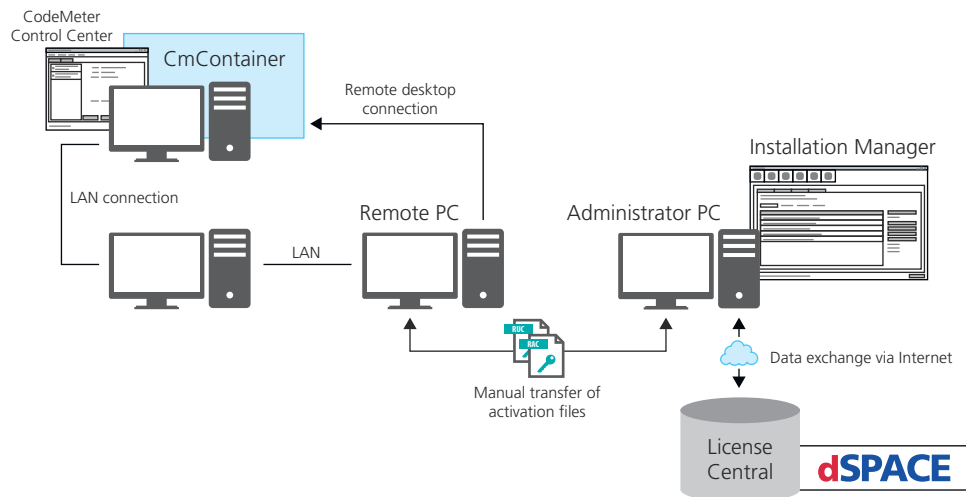 CodeMeter
Control Center
CmContainer
Remote desktop
connection
Installation Manager
LAN connection
Remote PC
Administrator PC
LAN
RUC
RAC
Data exchange via Internet
Manual transfer of
activation files
License
Central
dSPACE